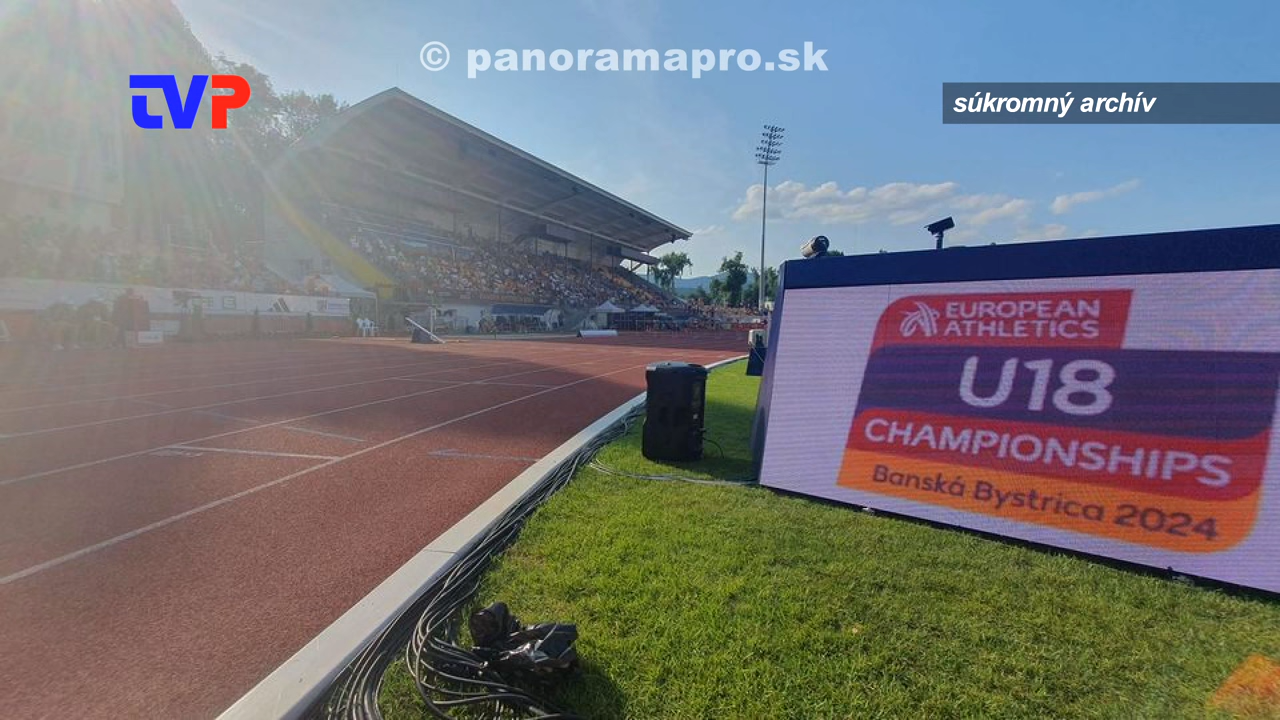 © panoramapro.sk
TVP
súkromný archív
EUROPEAN
ATHLETICS
U18
CHAMPIONSHIPS
Banská Bystrica 2024